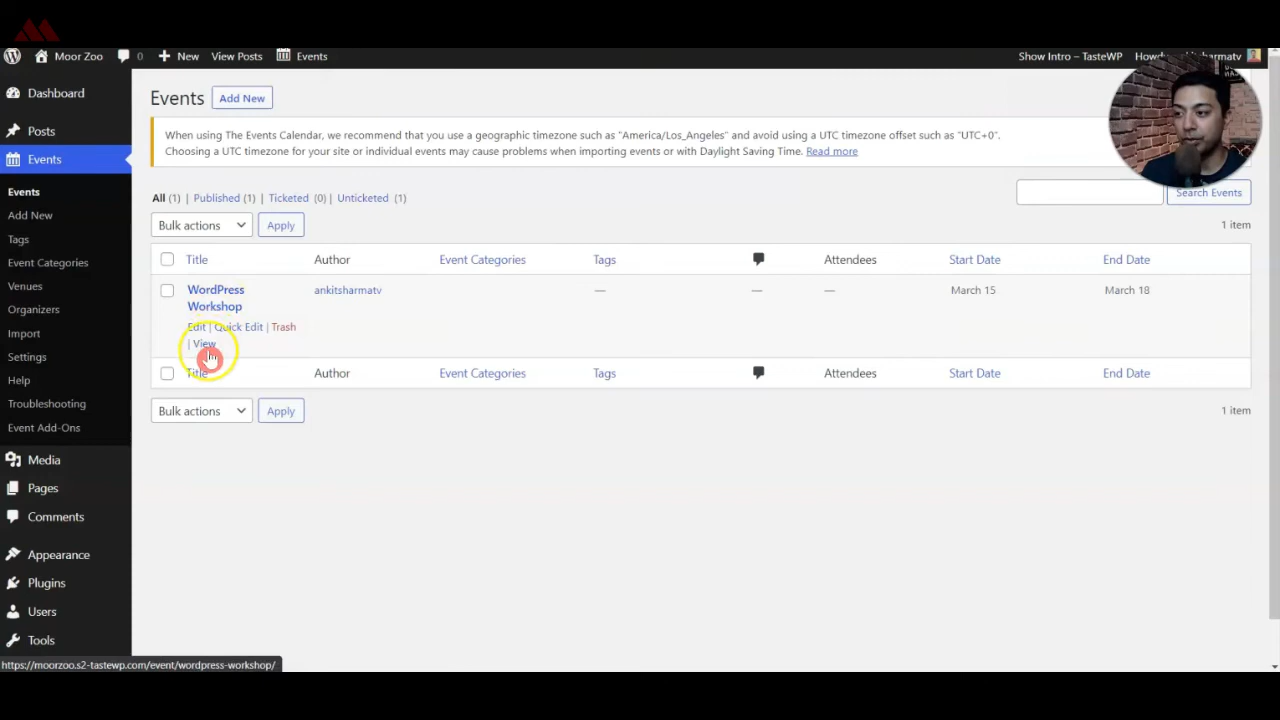 Moor Zoo 0 New View Posts Events Show Intro – TasteWP
Dashboard
Posts
Events
Events
Add New
Tags
Event Categories
Venues
Organizers
Import
Settings
Help
Troubleshooting
Event Add-Ons
Media
Pages
Comments
Appearance
Plugins
Users
Tools
Events Add New
When using The Events Calendar, we recommend that you use a geographic timezone such as "America/Los_Angeles" and avoid using a UTC timezone offset such as "UTC+0".
Choosing a UTC timezone for your site or individual events may cause problems when importing events or with Daylight Saving Time. Read more
All (1) | Published (1) | Ticketed (0) | Unticketed (1)
Search Events
Bulk actions Apply 1 item
Title Author Event Categories Tags Attendees Start Date End Date
WordPress ankitsharmatv — — — March 15 March 18
Workshop
Edit | Quick Edit | Trash
| View
Title Author Event Categories Tags Attendees Start Date End Date
Bulk actions Apply 1 item
https://moorzoo.s2-tastewp.com/event/wordpress-workshop/